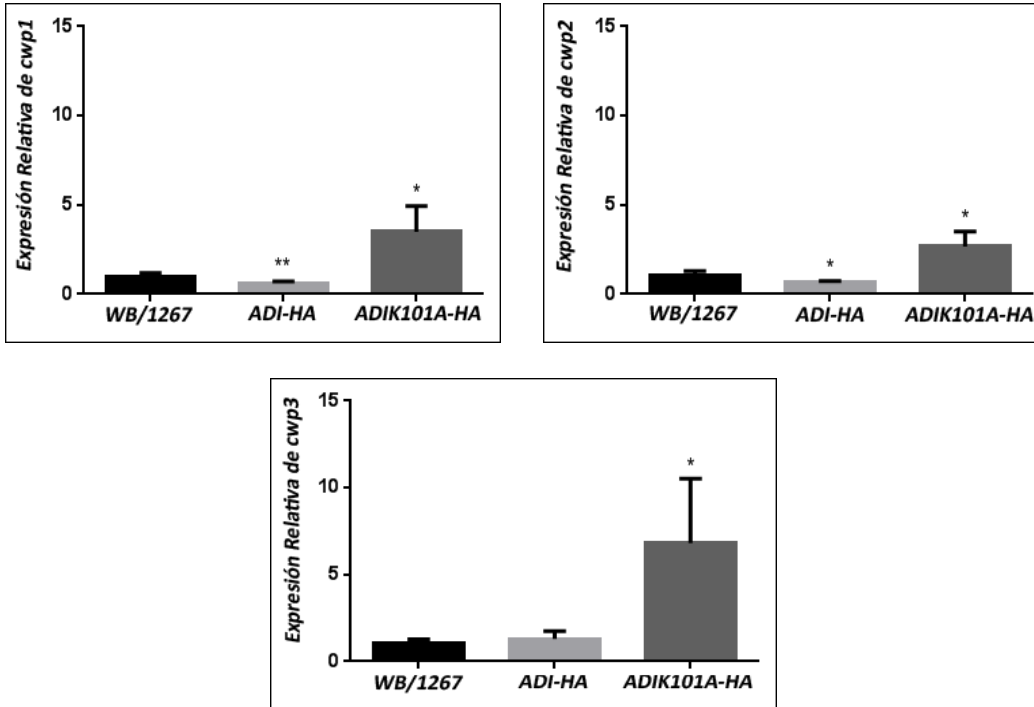 Expresión Relativa de cwp1
15
10
5
0
**
*
WB/1267
ADI-HA
ADIK101A-HA
Expresión Relativa de cwp2
15
10
5
0
*
*
WB/1267
ADI-HA
ADIK101A-HA
Expresión Relativa de cwp3
15
10
5
0
*
WB/1267
ADI-HA
ADIK101A-HA